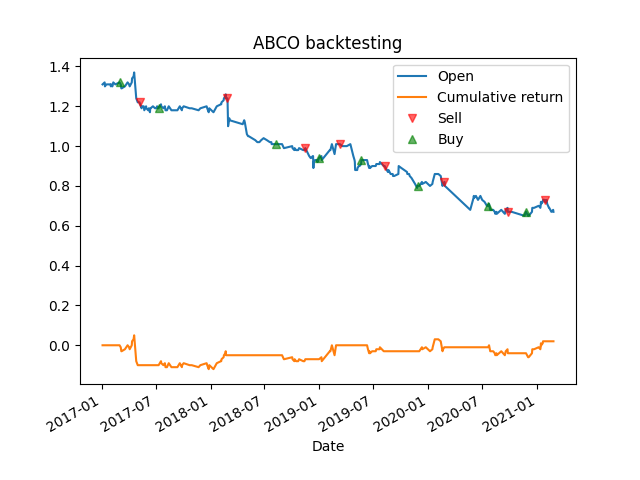 ABCO backtesting
Open
Cumulative return
Sell
Buy
1.4
1.2
1.0
0.8
0.6
0.4
0.2
0.0
2017-01
2017-07
2018-01
2018-07
2019-01
2019-07
2020-01
2020-07
2021-01
Date